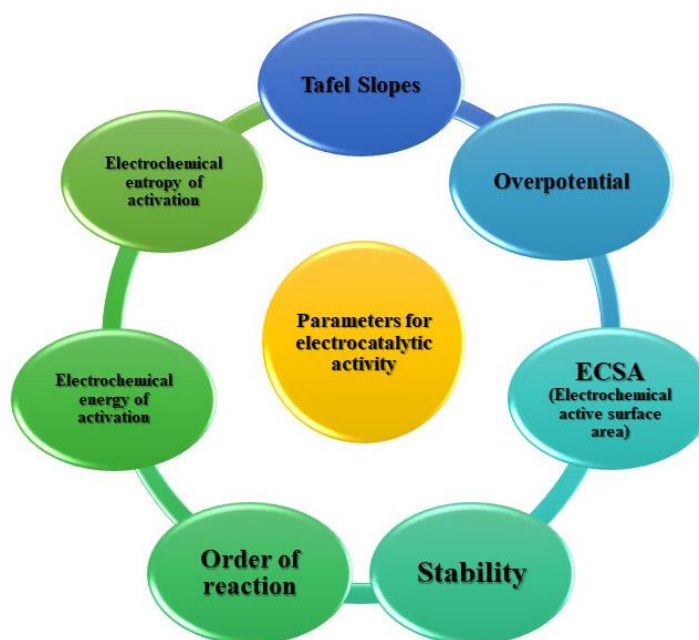 Tafel Slopes
Overpotential
ECSA
(Electrochemical
active surface
area)
Stability
Order of
reaction
Electrochemical
energy of
activation
Electrochemical
entropy of
activation
Parameters for
electrocatalytic
activity